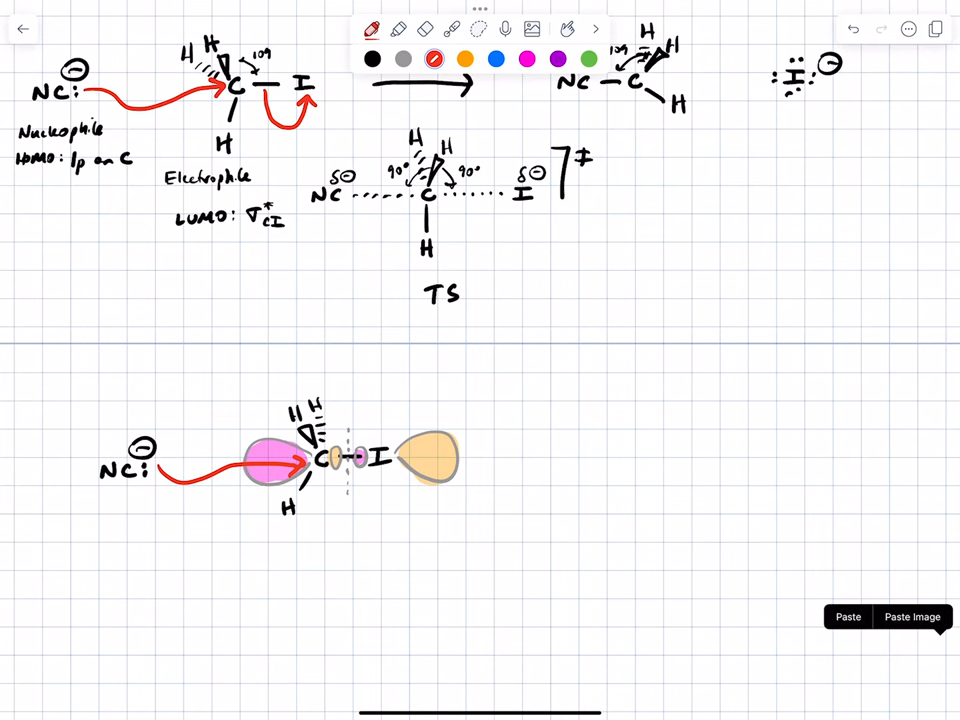 NC:⊖ H H C — I 109 H
NC — C H H H 109
:I:⊖
Nucleophile
HOMO: lp on C
Electrophile
LUMO: σ*CI
NC δ⊖ C H H H 90° 90° I δ⊖ ‡
TS
NC:⊖ H H C — I H
Paste
Paste Image